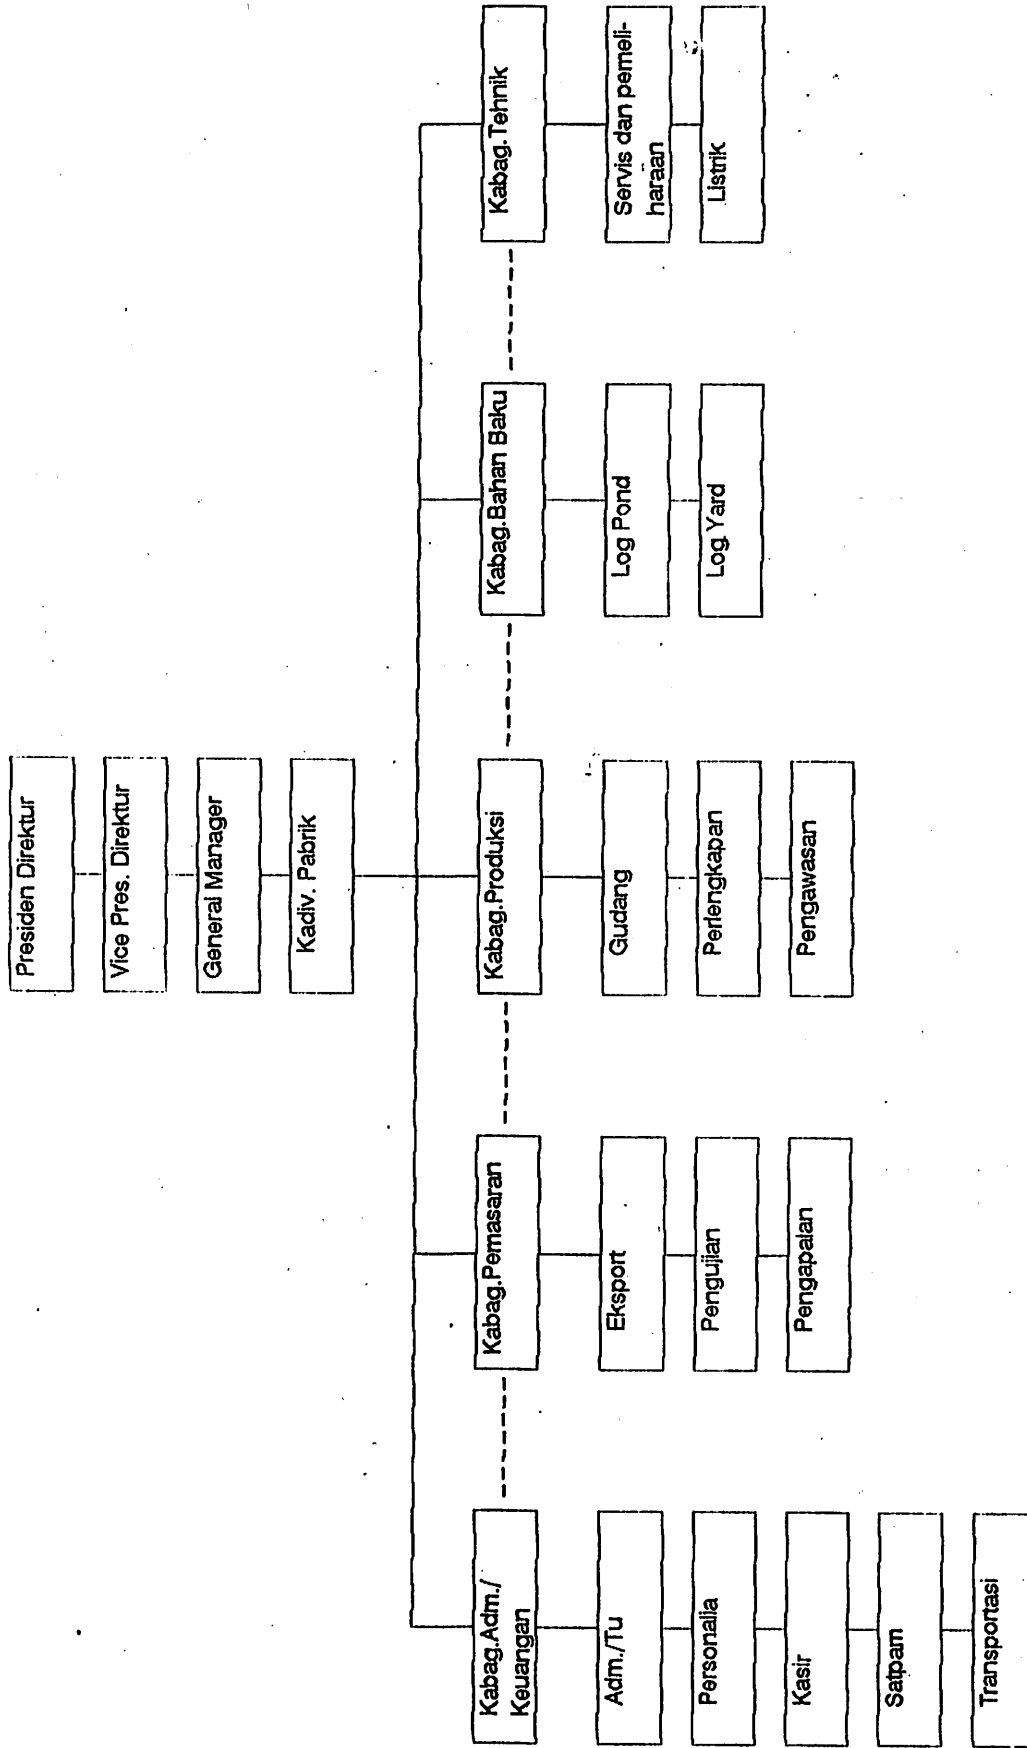 Presiden Direktur
Vice Pres. Direktur
General Manager
Kadiv. Pabrik
Kabag.Adm./
Keuangan
Kabag.Pemasaran
Kabag.Produksi
Kabag.Bahan Baku
Kabag.Tehnik
Adm./Tu
Personalia
Kasir
Satpam
Transportasi
Eksport
Pengujian
Pengapalan
Gudang
Perlengkapan
Pengawasan
Log Pond
Log Yard
Servis dan pemeli-
haraan
Listrik